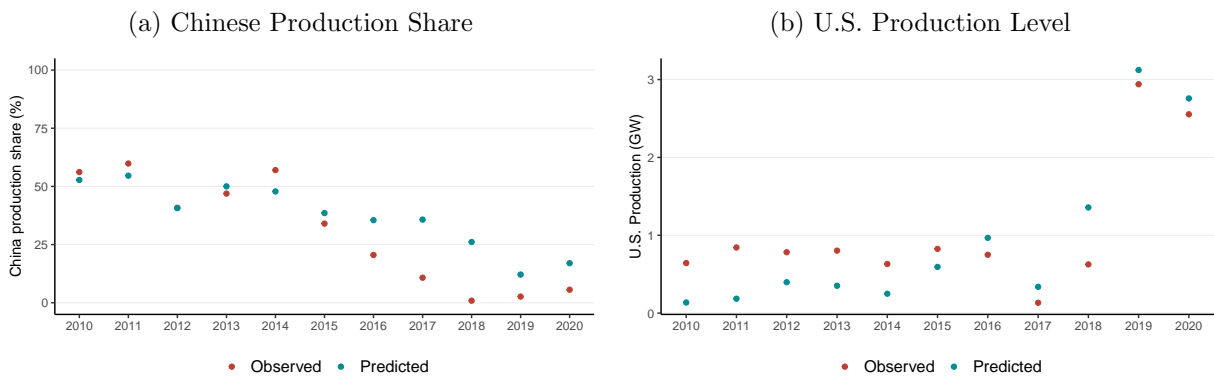 (a) Chinese Production Share
China production share (%)
100
75
50
25
0
2010 2011 2012 2013 2014 2015 2016 2017 2018 2019 2020
Observed Predicted
(b) U.S. Production Level
U.S. Production (GW)
3
2
1
0
2010 2011 2012 2013 2014 2015 2016 2017 2018 2019 2020
Observed Predicted